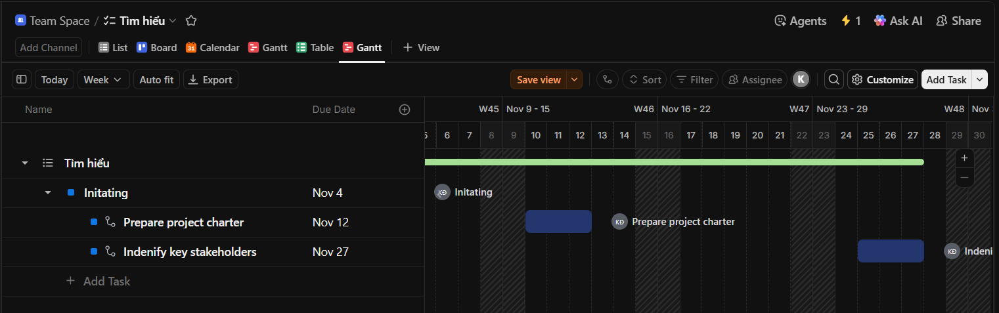 Team Space / Tìm hiểu
Agents 1 Ask AI Share
Add Channel List Board Calendar Gantt Table Gantt + View
Today Week Auto fit Export
Save view Sort Filter Assignee K Customize Add Task
Name Due Date
W45 Nov 9 - 15 W46 Nov 16 - 22 W47 Nov 23 - 29 W48 Nov
5 6 7 8 9 10 11 12 13 14 15 16 17 18 19 20 21 22 23 24 25 26 27 28 29 30
Tìm hiểu
Initating Nov 4
KĐ Initating
Prepare project charter Nov 12
KĐ Prepare project charter
Indenify key stakeholders Nov 27
KĐ Indeni
+ Add Task